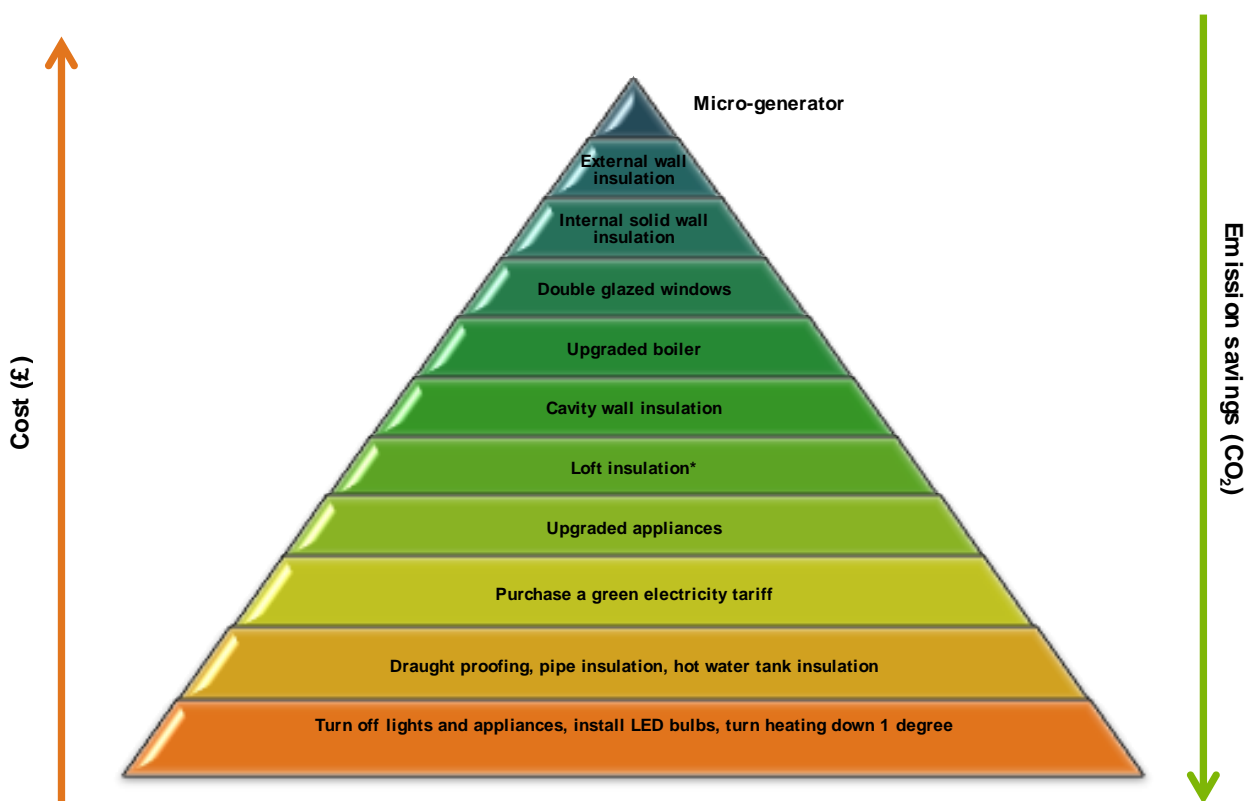 Micro-generator
External wall
insulation
Internal solid wall
insulation
Double glazed windows
Upgraded boiler
Cavity wall insulation
Loft insulation*
Upgraded appliances
Purchase a green electricity tariff
Draught proofing, pipe insulation, hot water tank insulation
Turn off lights and appliances, install LED bulbs, turn heating down 1 degree
Cost (£)
Emission savings (CO₂)